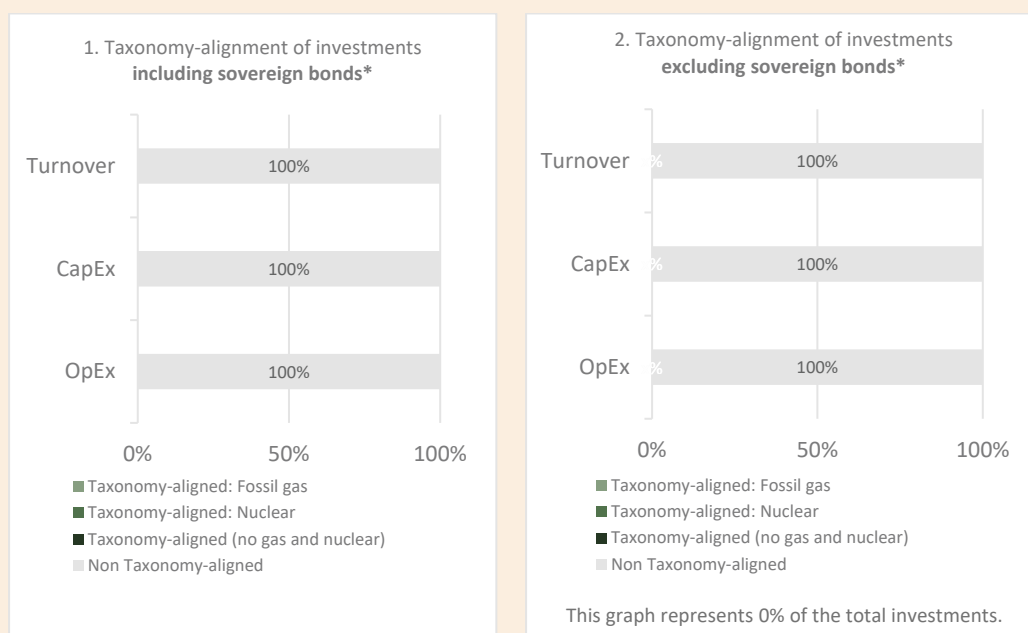 1. Taxonomy-alignment of investments
including sovereign bonds*
Turnover 100%
CapEx 100%
OpEx 100%
0% 50% 100%
Taxonomy-aligned: Fossil gas
Taxonomy-aligned: Nuclear
Taxonomy-aligned (no gas and nuclear)
Non Taxonomy-aligned
2. Taxonomy-alignment of investments
excluding sovereign bonds*
Turnover % 100%
CapEx % 100%
OpEx % 100%
0% 50% 100%
Taxonomy-aligned: Fossil gas
Taxonomy-aligned: Nuclear
Taxonomy-aligned (no gas and nuclear)
Non Taxonomy-aligned
This graph represents 0% of the total investments.